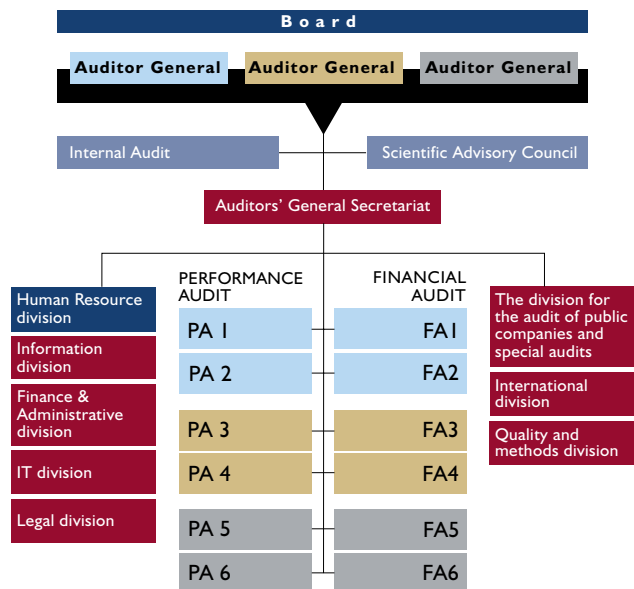 Board
Auditor General
Auditor General
Auditor General
Internal Audit
Scientific Advisory Council
Auditors’ General Secretariat
Human Resource
division
Information
division
Finance &
Administrative
division
IT division
Legal division
PERFORMANCE
AUDIT
PA 1
PA 2
PA 3
PA 4
PA 5
PA 6
FINANCIAL
AUDIT
FA1
FA2
FA3
FA4
FA5
FA6
The division for
the audit of public
companies and
special audits
International
division
Quality and
methods division